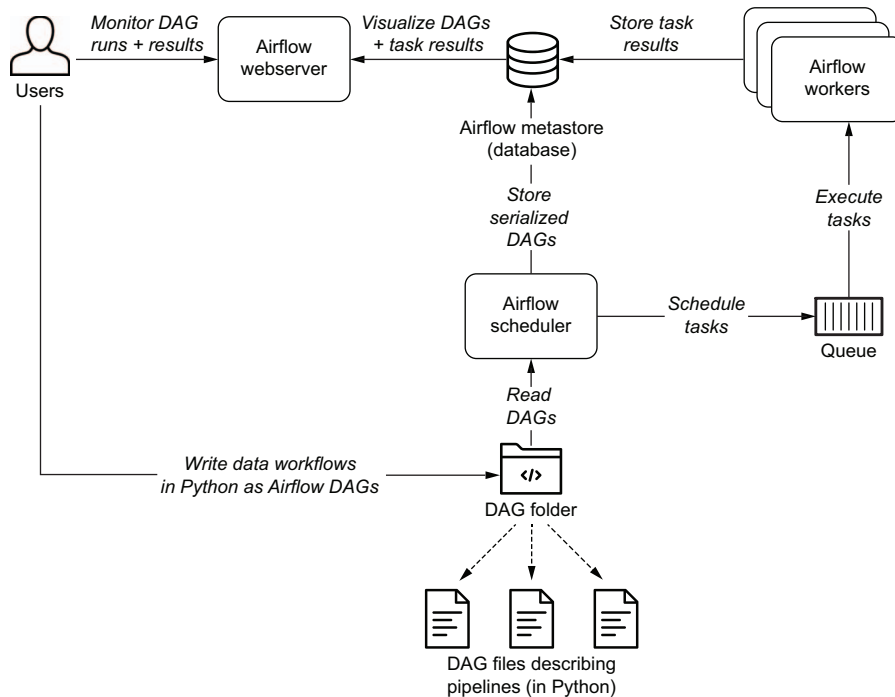 Monitor DAG
runs + results
Users
Airflow
webserver
Visualize DAGs
+ task results
Airflow metastore
(database)
Store task
results
Airflow
workers
Store
serialized
DAGs
Execute
tasks
Airflow
scheduler
Schedule
tasks
Queue
Read
DAGs
Write data workflows
in Python as Airflow DAGs
</>
DAG folder
DAG files describing
pipelines (in Python)